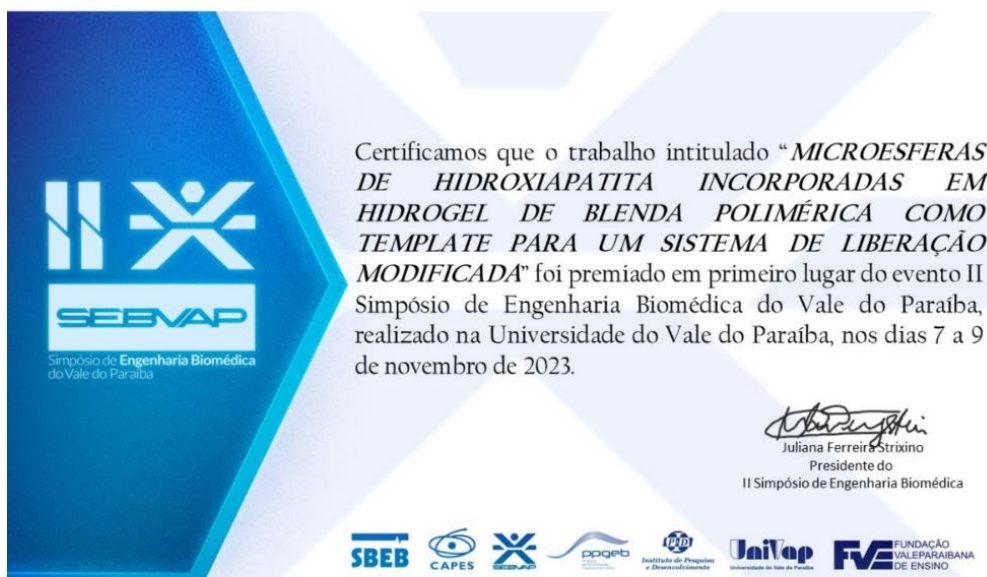 II
SEBVAP
Simpósio de Engenharia Biomédica
do Vale do Paraíba
Certificamos que o trabalho intitulado “MICROESFERAS
DE HIDROXIAPATITA INCORPORADAS EM
HIDROGEL DE BLENDA POLIMÉRICA COMO
TEMPLATE PARA UM SISTEMA DE LIBERAÇÃO
MODIFICADA” foi premiado em primeiro lugar do evento II
Simpósio de Engenharia Biomédica do Vale do Paraíba,
realizado na Universidade do Vale do Paraíba, nos dias 7 a 9
de novembro de 2023.
Juliana Ferreira Strixino
Presidente do
II Simpósio de Engenharia Biomédica
SBEB
CAPES
SEBVAP
ppgeb
IP&D
Instituto de Pesquisa
e Desenvolvimento
UniVap
Universidade do Vale do Paraíba
FVE
FUNDAÇÃO
VALEPARAIBANA
DE ENSINO